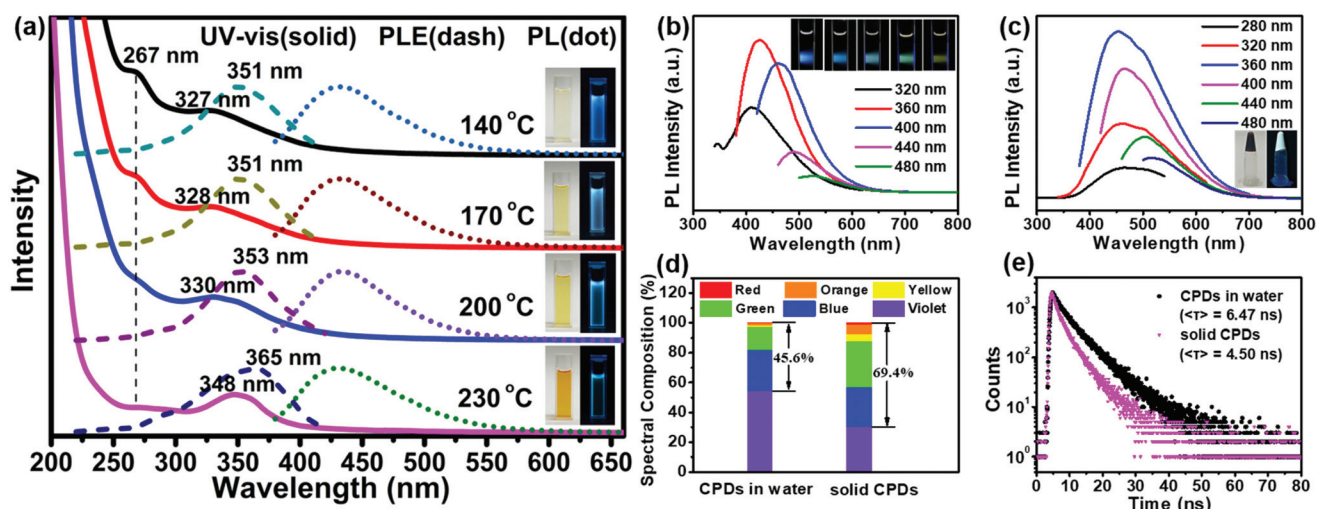 (a)
UV-vis(solid) PLE(dash) PL(dot)
267 nm
351 nm
327 nm
140 °C
351 nm
328 nm
170 °C
353 nm
330 nm
200 °C
365 nm
348 nm
230 °C
Intensity
200 250 300 350 400 450 500 550 600 650
Wavelength (nm)
(b)
PL Intensity (a.u.)
320 nm
360 nm
400 nm
440 nm
480 nm
300 400 500 600 700 800
Wavelength (nm)
(c)
PL Intensity (a.u.)
280 nm
320 nm
360 nm
400 nm
440 nm
480 nm
300 400 500 600 700 800
Wavelength (nm)
(d)
Spectral Composition (%)
Red Orange Yellow
Green Blue Violet
120
100
80
60
40
20
0
45.6%
69.4%
CPDs in water solid CPDs
(e)
Counts
CPDs in water
(<τ> = 6.47 ns)
solid CPDs
(<τ> = 4.50 ns)
10³
10²
10¹
10⁰
0 10 20 30 40 50 60 70 80
Time (ns)